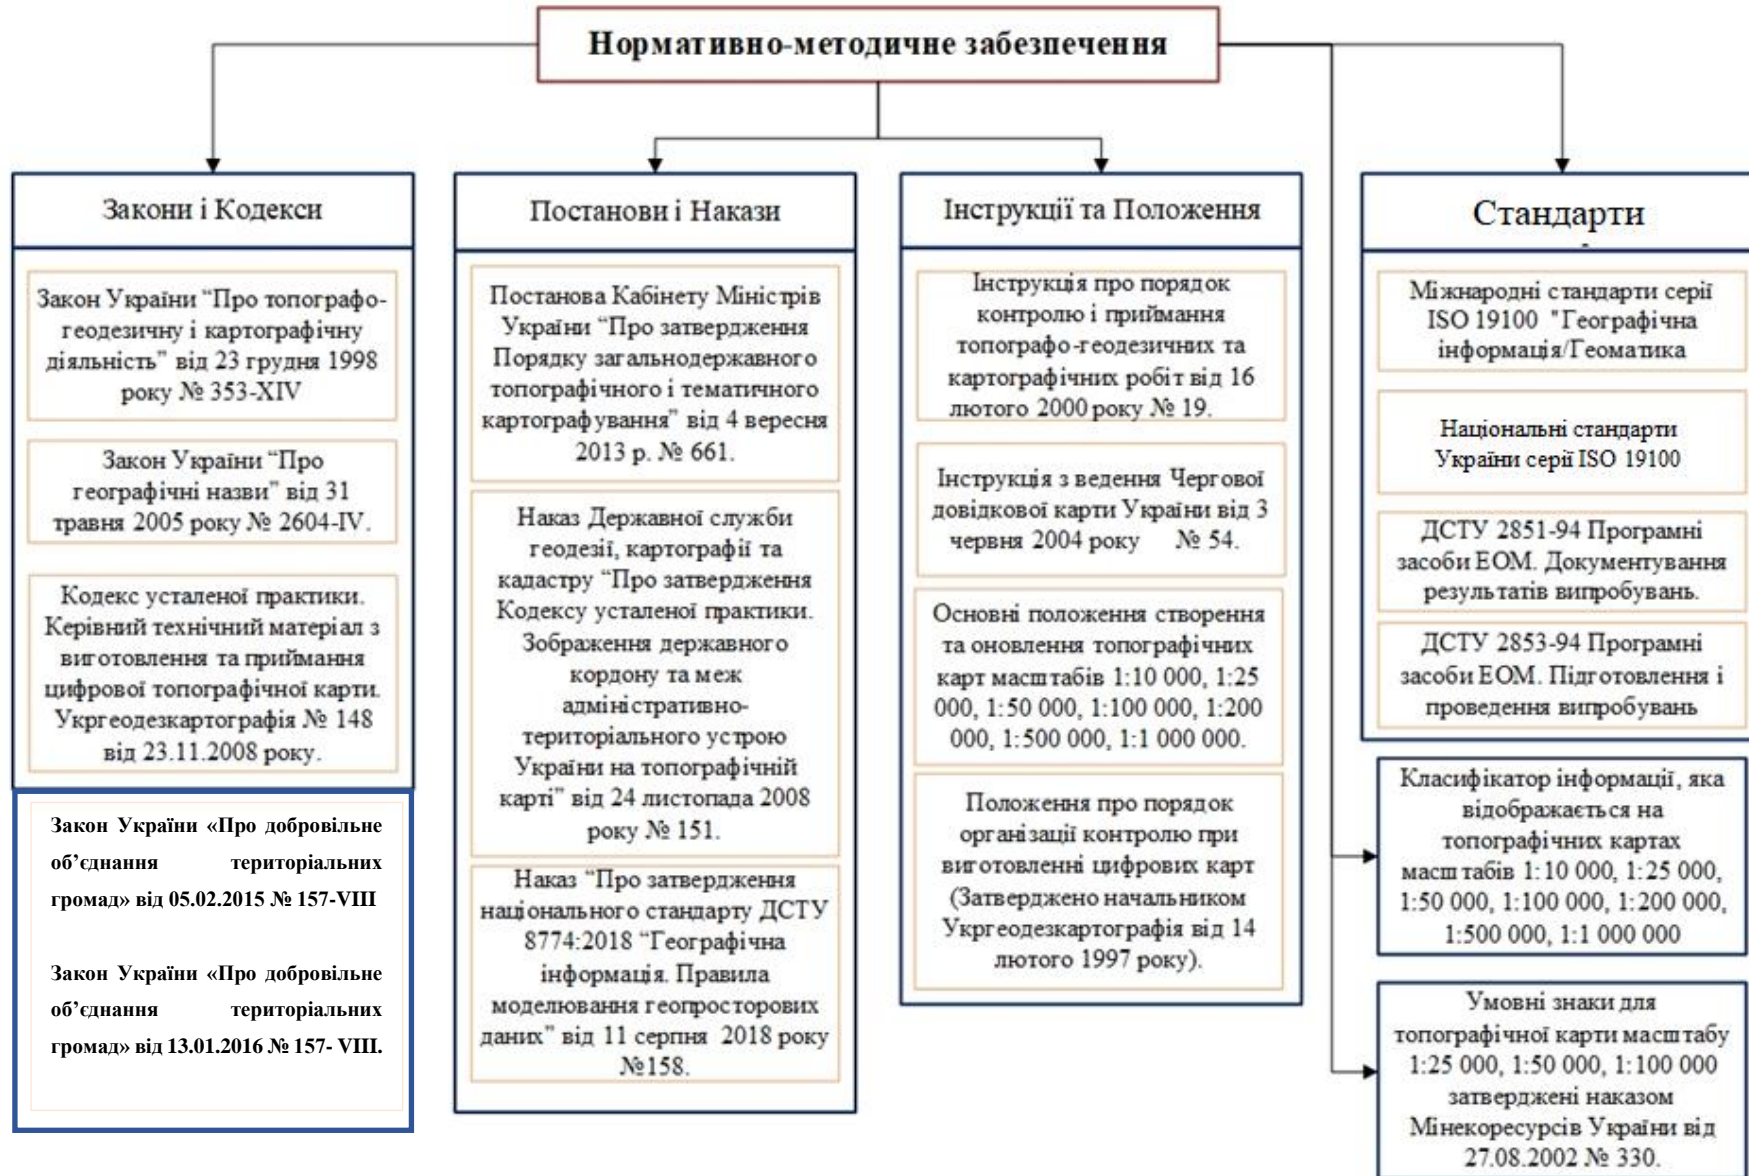 Нормативно-методичне забезпечення
Закони і Кодекси
Закон України “Про топографо-
геодезичну і картографічну
діяльність” від 23 грудня 1998
року № 353-XIV
Закон України “Про
географічні назви” від 31
травня 2005 року № 2604-IV.
Кодекс усталеної практики.
Керівний технічний матеріал з
виготовлення та приймання
цифрової топографічної карти.
Укргеодезкартографія № 148
від 23.11.2008 року.
Закон України «Про добровільне
об’єднання територіальних
громад» від 05.02.2015 № 157-VIII
Закон України «Про добровільне
об’єднання територіальних
громад» від 13.01.2016 № 157- VIII.
Постанови і Накази
Постанова Кабінету Міністрів
України “Про затвердження
Порядку загальнодержавного
топографічного і тематичного
картографування” від 4 вересня
2013 р. № 661.
Наказ Державної служби
геодезії, картографії та
кадастру “Про затвердження
Кодексу усталеної практики.
Зображення державного
кордону та меж
адміністративно-
територіального устрою
України на топографічній
карті” від 24 листопада 2008
року № 151.
Наказ “Про затвердження
національного стандарту ДСТУ
8774:2018 “Географічна
інформація. Правила
моделювання геопросторових
даних” від 11 серпня 2018 року
№158.
Інструкції та Положення
Інструкція про порядок
контролю і приймання
топографо-геодезичних та
картографічних робіт від 16
лютого 2000 року № 19.
Інструкція з ведення Чергової
довідкової карти України від 3
червня 2004 року № 54.
Основні положення створення
та оновлення топографічних
карт масштабів 1:10 000, 1:25
000, 1:50 000, 1:100 000, 1:200
000, 1:500 000, 1:1 000 000.
Положення про порядок
організації контролю при
виготовленні цифрових карт
(Затверджено начальником
Укргеодезкартографія від 14
лютого 1997 року).
Стандарти
Міжнародні стандарти серії
ISO 19100 "Географічна
інформація/Геоматика
Національні стандарти
України серії ISO 19100
ДСТУ 2851-94 Програмні
засоби ЕОМ. Документування
результатів випробувань.
ДСТУ 2853-94 Програмні
засоби ЕОМ. Підготовлення і
проведення випробувань
Класифікатор інформації, яка
відображається на
топографічних картах
масштабів 1:10 000, 1:25 000,
1:50 000, 1:100 000, 1:200 000,
1:500 000, 1:1 000 000
Умовні знаки для
топографічної карти масштабу
1:25 000, 1:50 000, 1:100 000
затверджені наказом
Мінекоресурсів України від
27.08.2002 № 330.